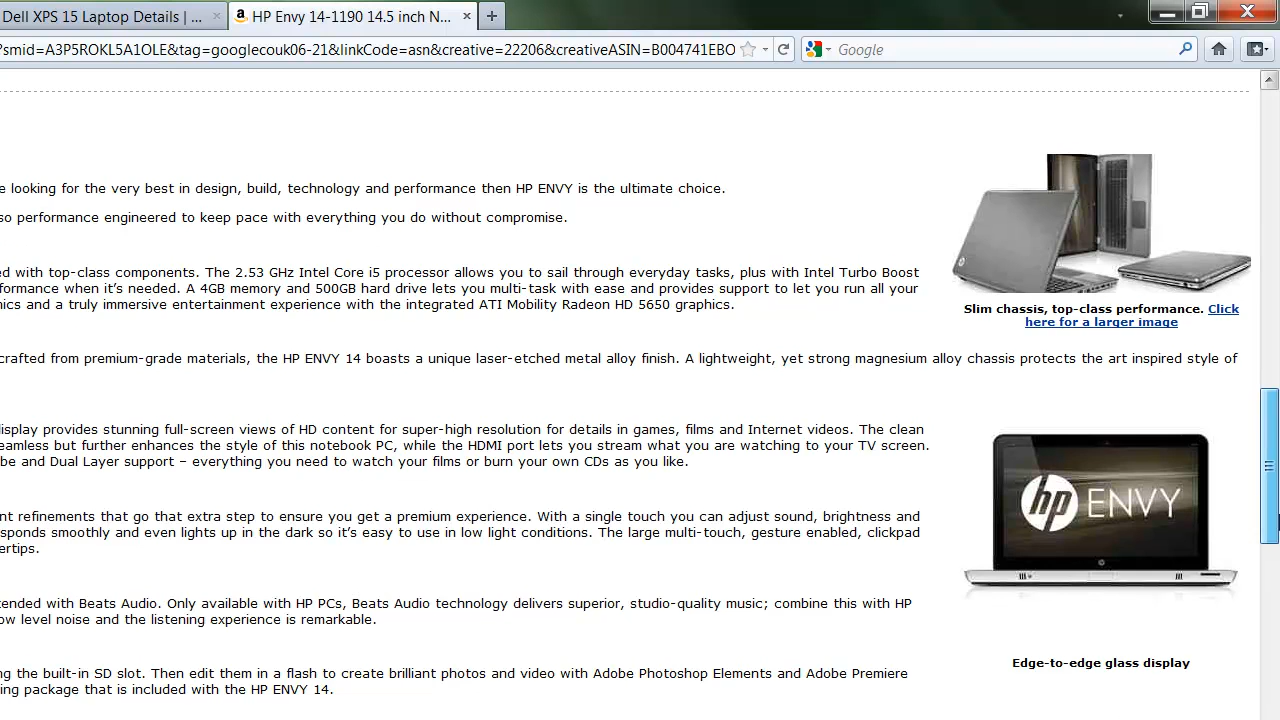 Dell XPS 15 Laptop Details | ...
HP Envy 14-1190 14.5 inch N...
?smid=A3P5ROKL5A1OLE&tag=googlecouk06-21&linkCode=asn&creative=22206&creativeASIN=B004741EBO
Google
e looking for the very best in design, build, technology and performance then HP ENVY is the ultimate choice.
so performance engineered to keep pace with everything you do without compromise.
ed with top-class components. The 2.53 GHz Intel Core i5 processor allows you to sail through everyday tasks, plus with Intel Turbo Boost
formance when it's needed. A 4GB memory and 500GB hard drive lets you multi-task with ease and provides support to let you run all your
hics and a truly immersive entertainment experience with the integrated ATI Mobility Radeon HD 5650 graphics.
Slim chassis, top-class performance. Click
here for a larger image
crafted from premium-grade materials, the HP ENVY 14 boasts a unique laser-etched metal alloy finish. A lightweight, yet strong magnesium alloy chassis protects the art inspired style of
display provides stunning full-screen views of HD content for super-high resolution for details in games, films and Internet videos. The clean
eamless but further enhances the style of this notebook PC, while the HDMI port lets you stream what you are watching to your TV screen.
be and Dual Layer support – everything you need to watch your films or burn your own CDs as you like.
hp ENVY
nt refinements that go that extra step to ensure you get a premium experience. With a single touch you can adjust sound, brightness and
sponds smoothly and even lights up in the dark so it's easy to use in low light conditions. The large multi-touch, gesture enabled, clickpad
ertips.
tended with Beats Audio. Only available with HP PCs, Beats Audio technology delivers superior, studio-quality music; combine this with HP
ow level noise and the listening experience is remarkable.
Edge-to-edge glass display
ng the built-in SD slot. Then edit them in a flash to create brilliant photos and video with Adobe Photoshop Elements and Adobe Premiere
ing package that is included with the HP ENVY 14.